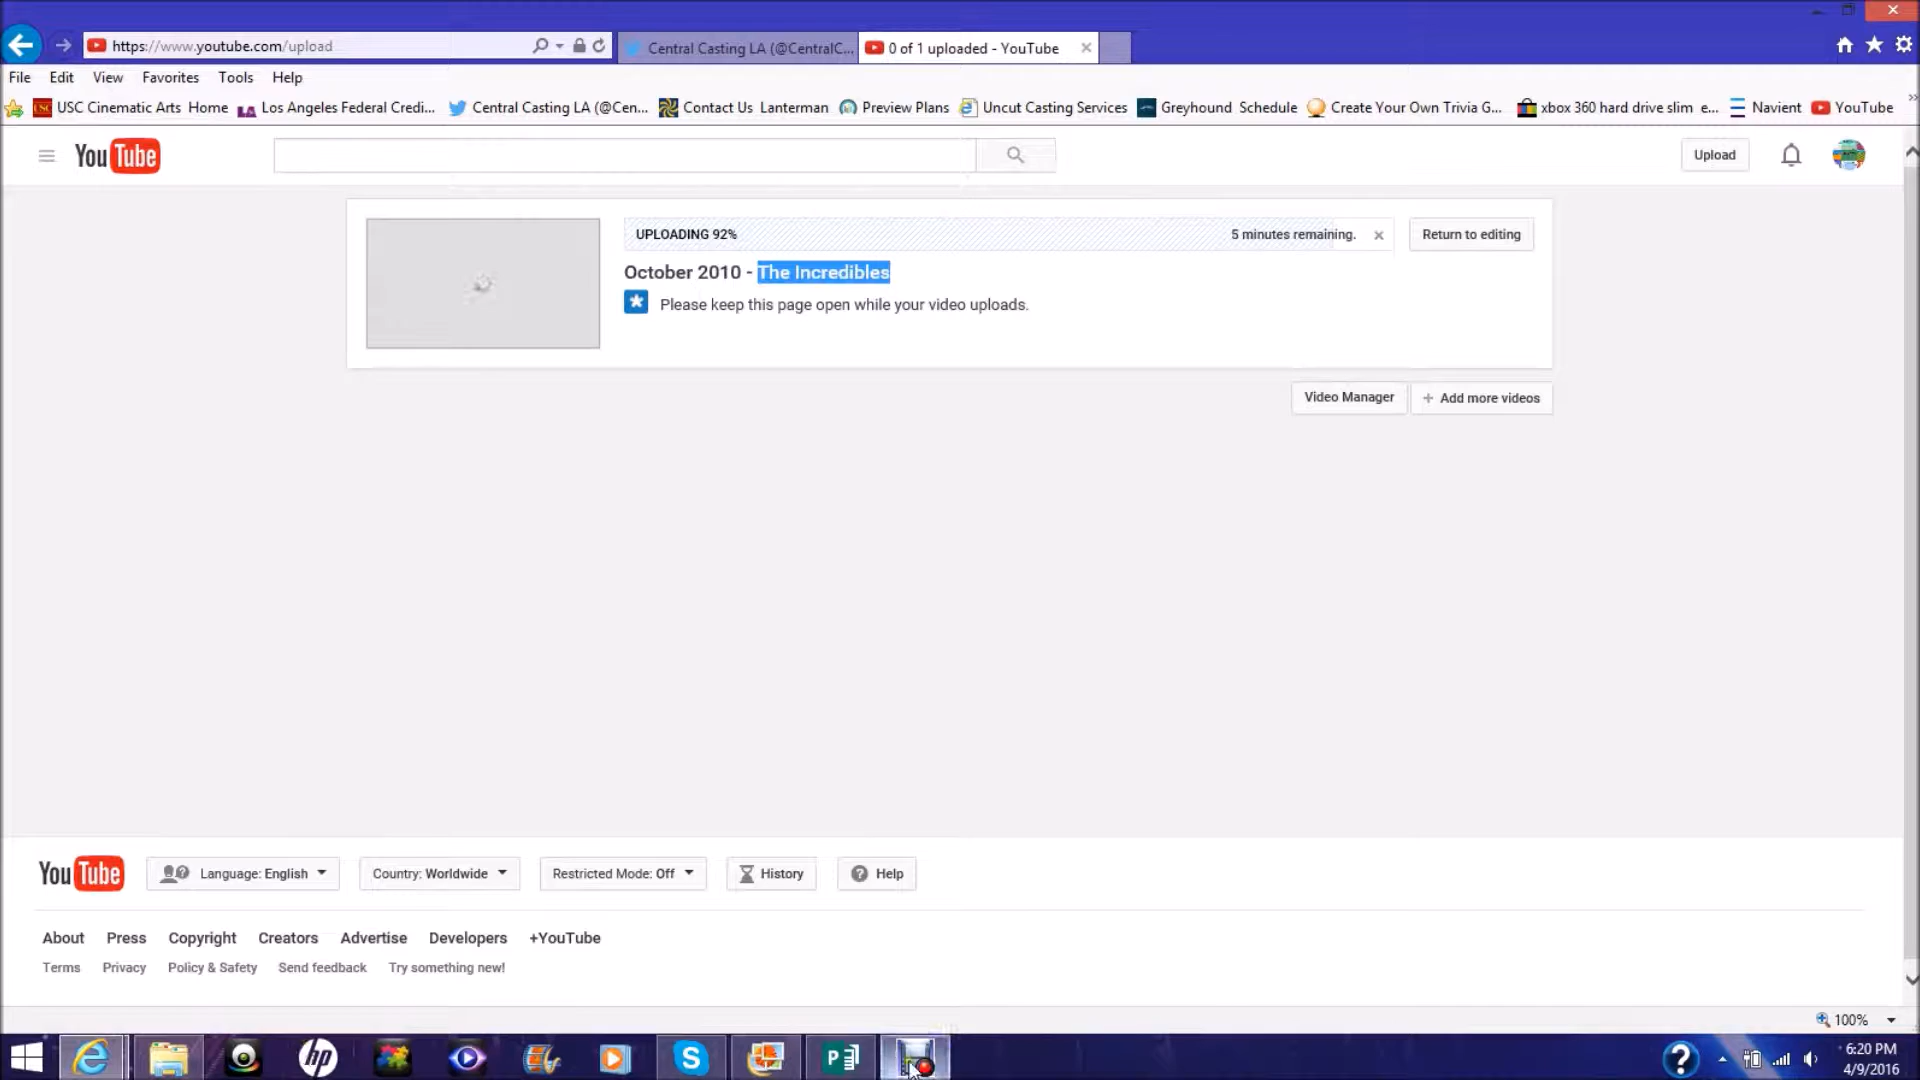 https://www.youtube.com/upload
Central Casting LA (@CentralC...
0 of 1 uploaded - YouTube
File Edit View Favorites Tools Help
USC Cinematic Arts Home
Los Angeles Federal Credi...
Central Casting LA (@Cen...
Contact Us Lanterman
Preview Plans
Uncut Casting Services
Greyhound Schedule
Create Your Own Trivia G...
xbox 360 hard drive slim e...
Navient
YouTube
YouTube
Upload
UPLOADING 92%
5 minutes remaining.
Return to editing
October 2010 - The Incredibles
Please keep this page open while your video uploads.
Video Manager
+ Add more videos
YouTube
Language: English
Country: Worldwide
Restricted Mode: Off
History
Help
About Press Copyright Creators Advertise Developers +YouTube
Terms Privacy Policy & Safety Send feedback Try something new!
100%
6:20 PM
4/9/2016